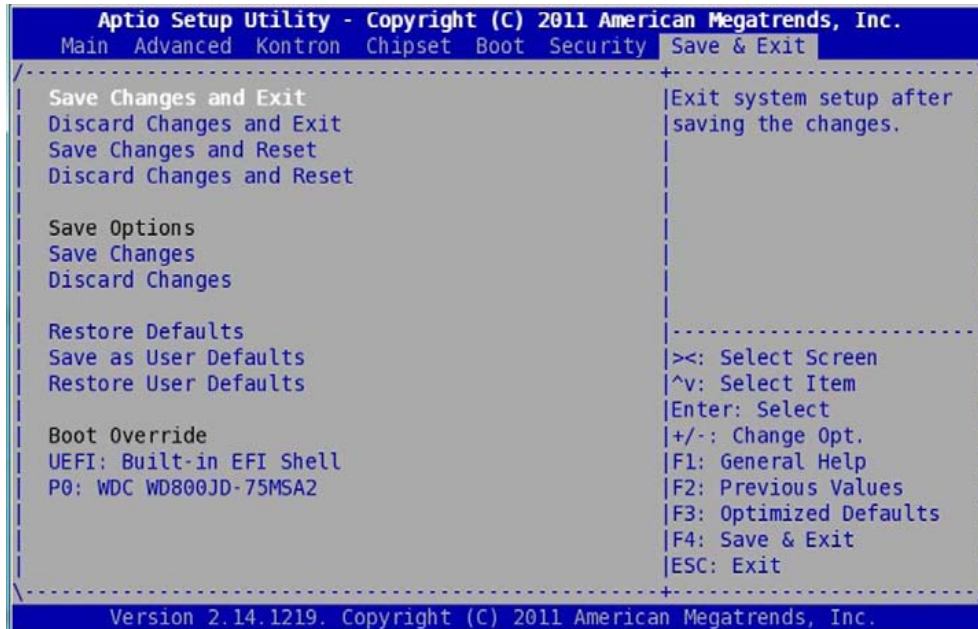 Aptio Setup Utility - Copyright (C) 2011 American Megatrends, Inc.
Main Advanced Kontron Chipset Boot Security Save & Exit
Save Changes and Exit
Discard Changes and Exit
Save Changes and Reset
Discard Changes and Reset
Save Options
Save Changes
Discard Changes
Restore Defaults
Save as User Defaults
Restore User Defaults
Boot Override
UEFI: Built-in EFI Shell
P0: WDC WD800JD-75MSA2
Exit system setup after
saving the changes.
><: Select Screen
^v: Select Item
Enter: Select
+/-: Change Opt.
F1: General Help
F2: Previous Values
F3: Optimized Defaults
F4: Save & Exit
ESC: Exit
Version 2.14.1219. Copyright (C) 2011 American Megatrends, Inc.